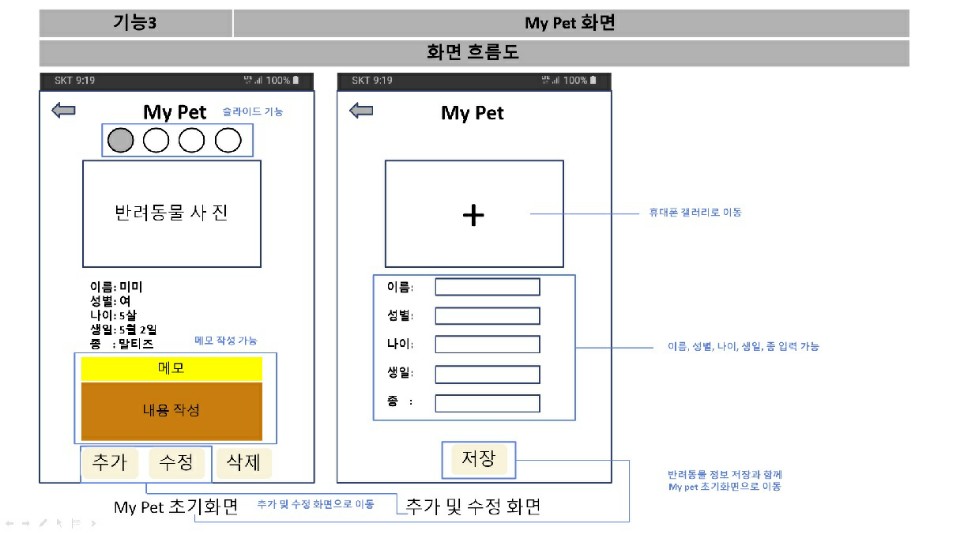 기능3
My Pet 화면
화면 흐름도
SKT 9:19
100%
My Pet
슬라이드 기능
반려동물 사 진
이름: 미미
성별: 여
나이: 5살
생일: 5월 2일
종 : 말티즈
메모 작성 가능
메모
내용 작성
추가
수정
삭제
My Pet 초기화면
추가 및 수정 화면으로 이동
SKT 9:19
100%
My Pet
+
휴대폰 갤러리로 이동
이름:
성별:
나이:
생일:
종 :
이름, 성별, 나이, 생일, 종 입력 가능
저장
반려동물 정보 저장과 함께
My pet 초기화면으로 이동
추가 및 수정 화면